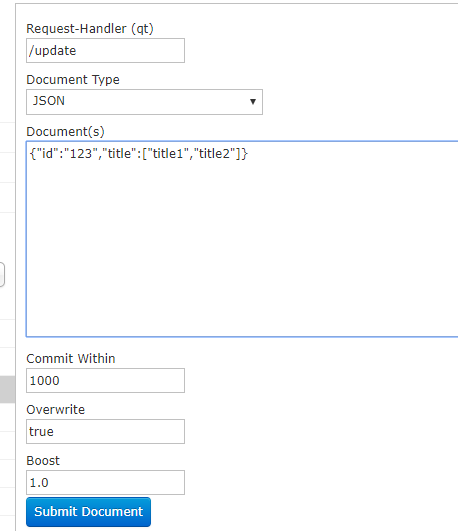 Request-Handler (qt)
/update
Document Type
JSON
Document(s)
{"id":"123","title":["title1","title2"]}
Commit Within
1000
Overwrite
true
Boost
1.0
Submit Document